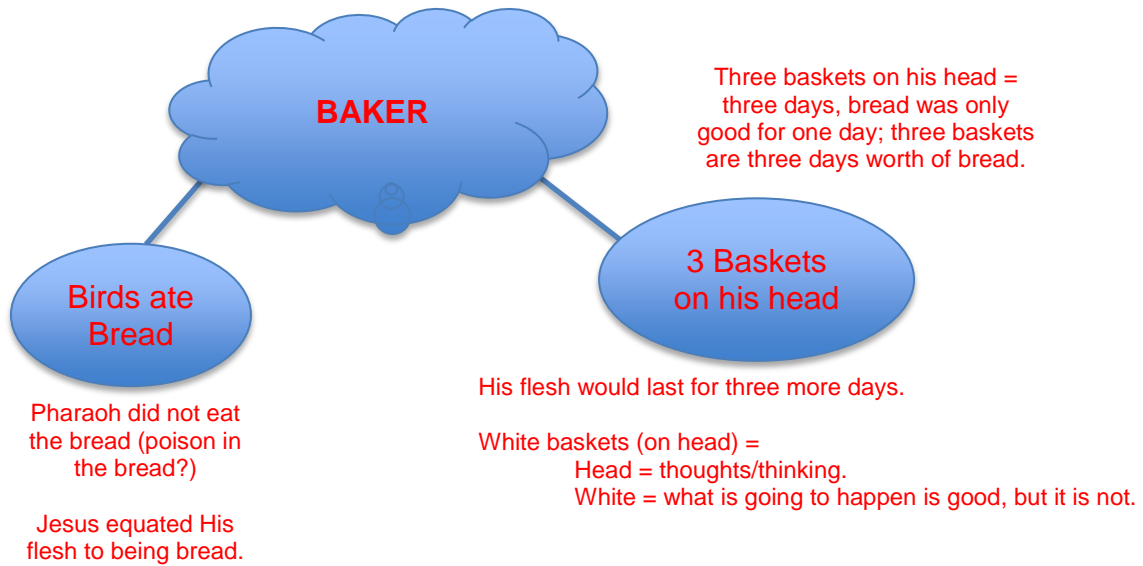 BAKER
Three baskets on his head =
three days, bread was only
good for one day; three baskets
are three days worth of bread.
Birds ate
Bread
3 Baskets
on his head
Pharaoh did not eat
the bread (poison in
the bread?)
Jesus equated His
flesh to being bread.
His flesh would last for three more days.
White baskets (on head) =
Head = thoughts/thinking.
White = what is going to happen is good, but it is not.